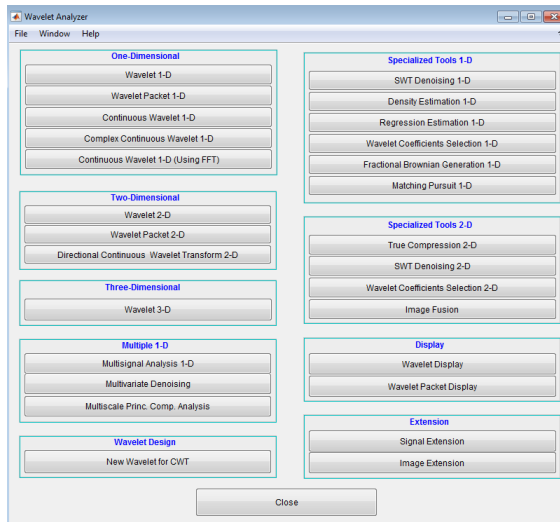 Wavelet Analyzer
File Window Help
One-Dimensional
Wavelet 1-D
Wavelet Packet 1-D
Continuous Wavelet 1-D
Complex Continuous Wavelet 1-D
Continuous Wavelet 1-D (Using FFT)
Two-Dimensional
Wavelet 2-D
Wavelet Packet 2-D
Directional Continuous Wavelet Transform 2-D
Three-Dimensional
Wavelet 3-D
Multiple 1-D
Multisignal Analysis 1-D
Multivariate Denoising
Multiscale Princ. Comp. Analysis
Wavelet Design
New Wavelet for CWT
Specialized Tools 1-D
SWT Denoising 1-D
Density Estimation 1-D
Regression Estimation 1-D
Wavelet Coefficients Selection 1-D
Fractional Brownian Generation 1-D
Matching Pursuit 1-D
Specialized Tools 2-D
True Compression 2-D
SWT Denoising 2-D
Wavelet Coefficients Selection 2-D
Image Fusion
Display
Wavelet Display
Wavelet Packet Display
Extension
Signal Extension
Image Extension
Close